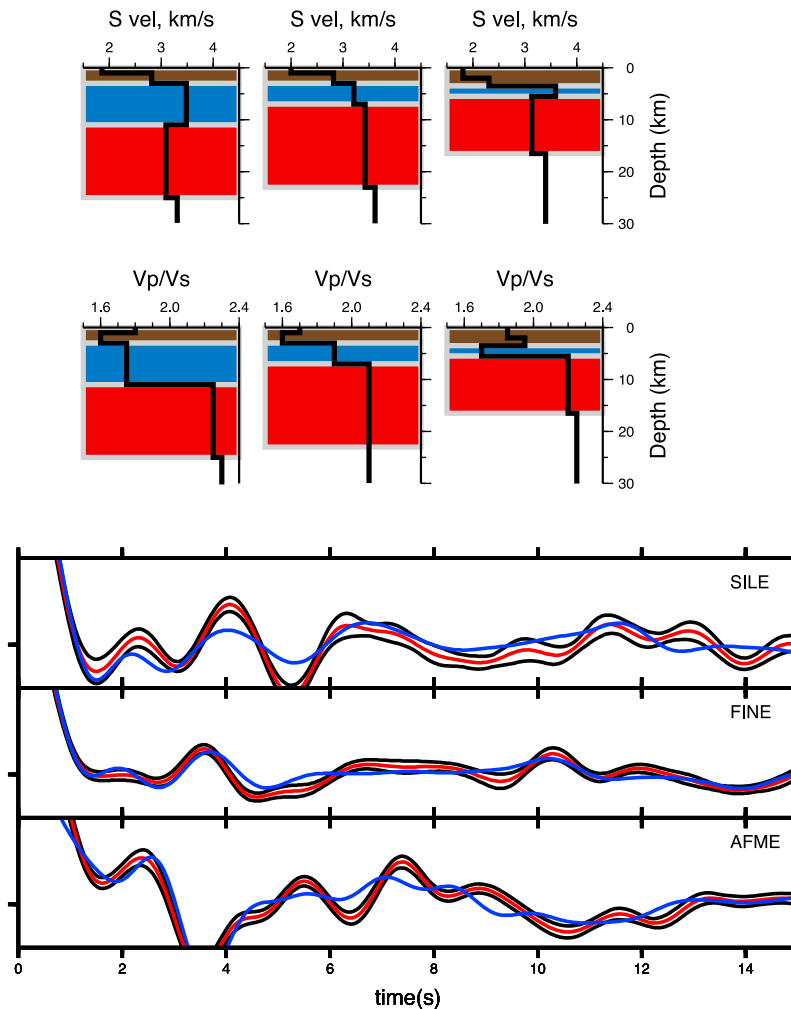 S vel, km/s S vel, km/s S vel, km/s
2 3 4 2 3 4 2 3 4
0
10
20
30
Depth (km)
Vp/Vs Vp/Vs Vp/Vs
1.6 2.0 2.4 1.6 2.0 2.4 1.6 2.0 2.4
0
10
20
30
Depth (km)
SILE
FINE
AFME
0 2 4 6 8 10 12 14
time(s)